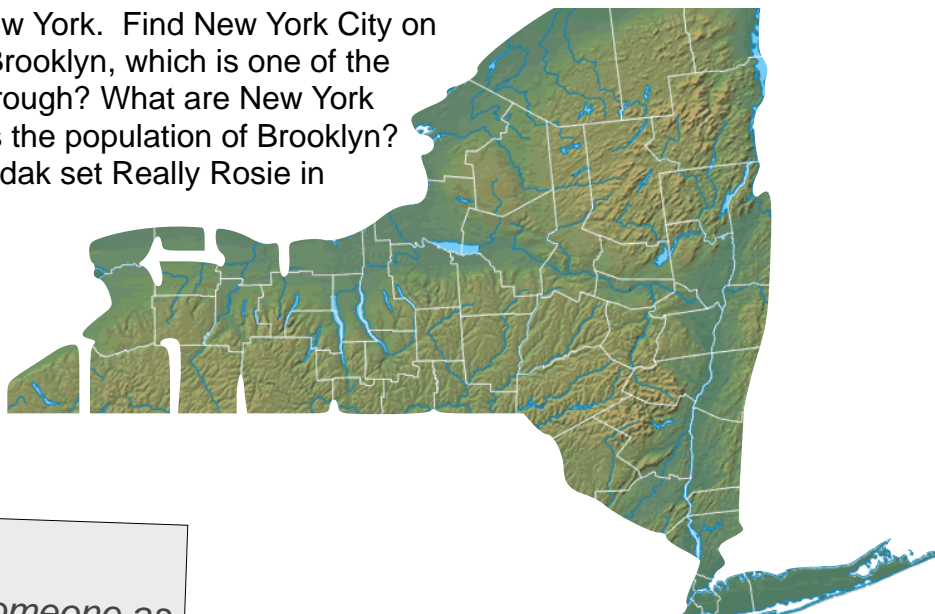 w York. Find New York City on
Brooklyn, which is one of the
rough? What are New York
s the population of Brooklyn?
dak set Really Rosie in
omeone as